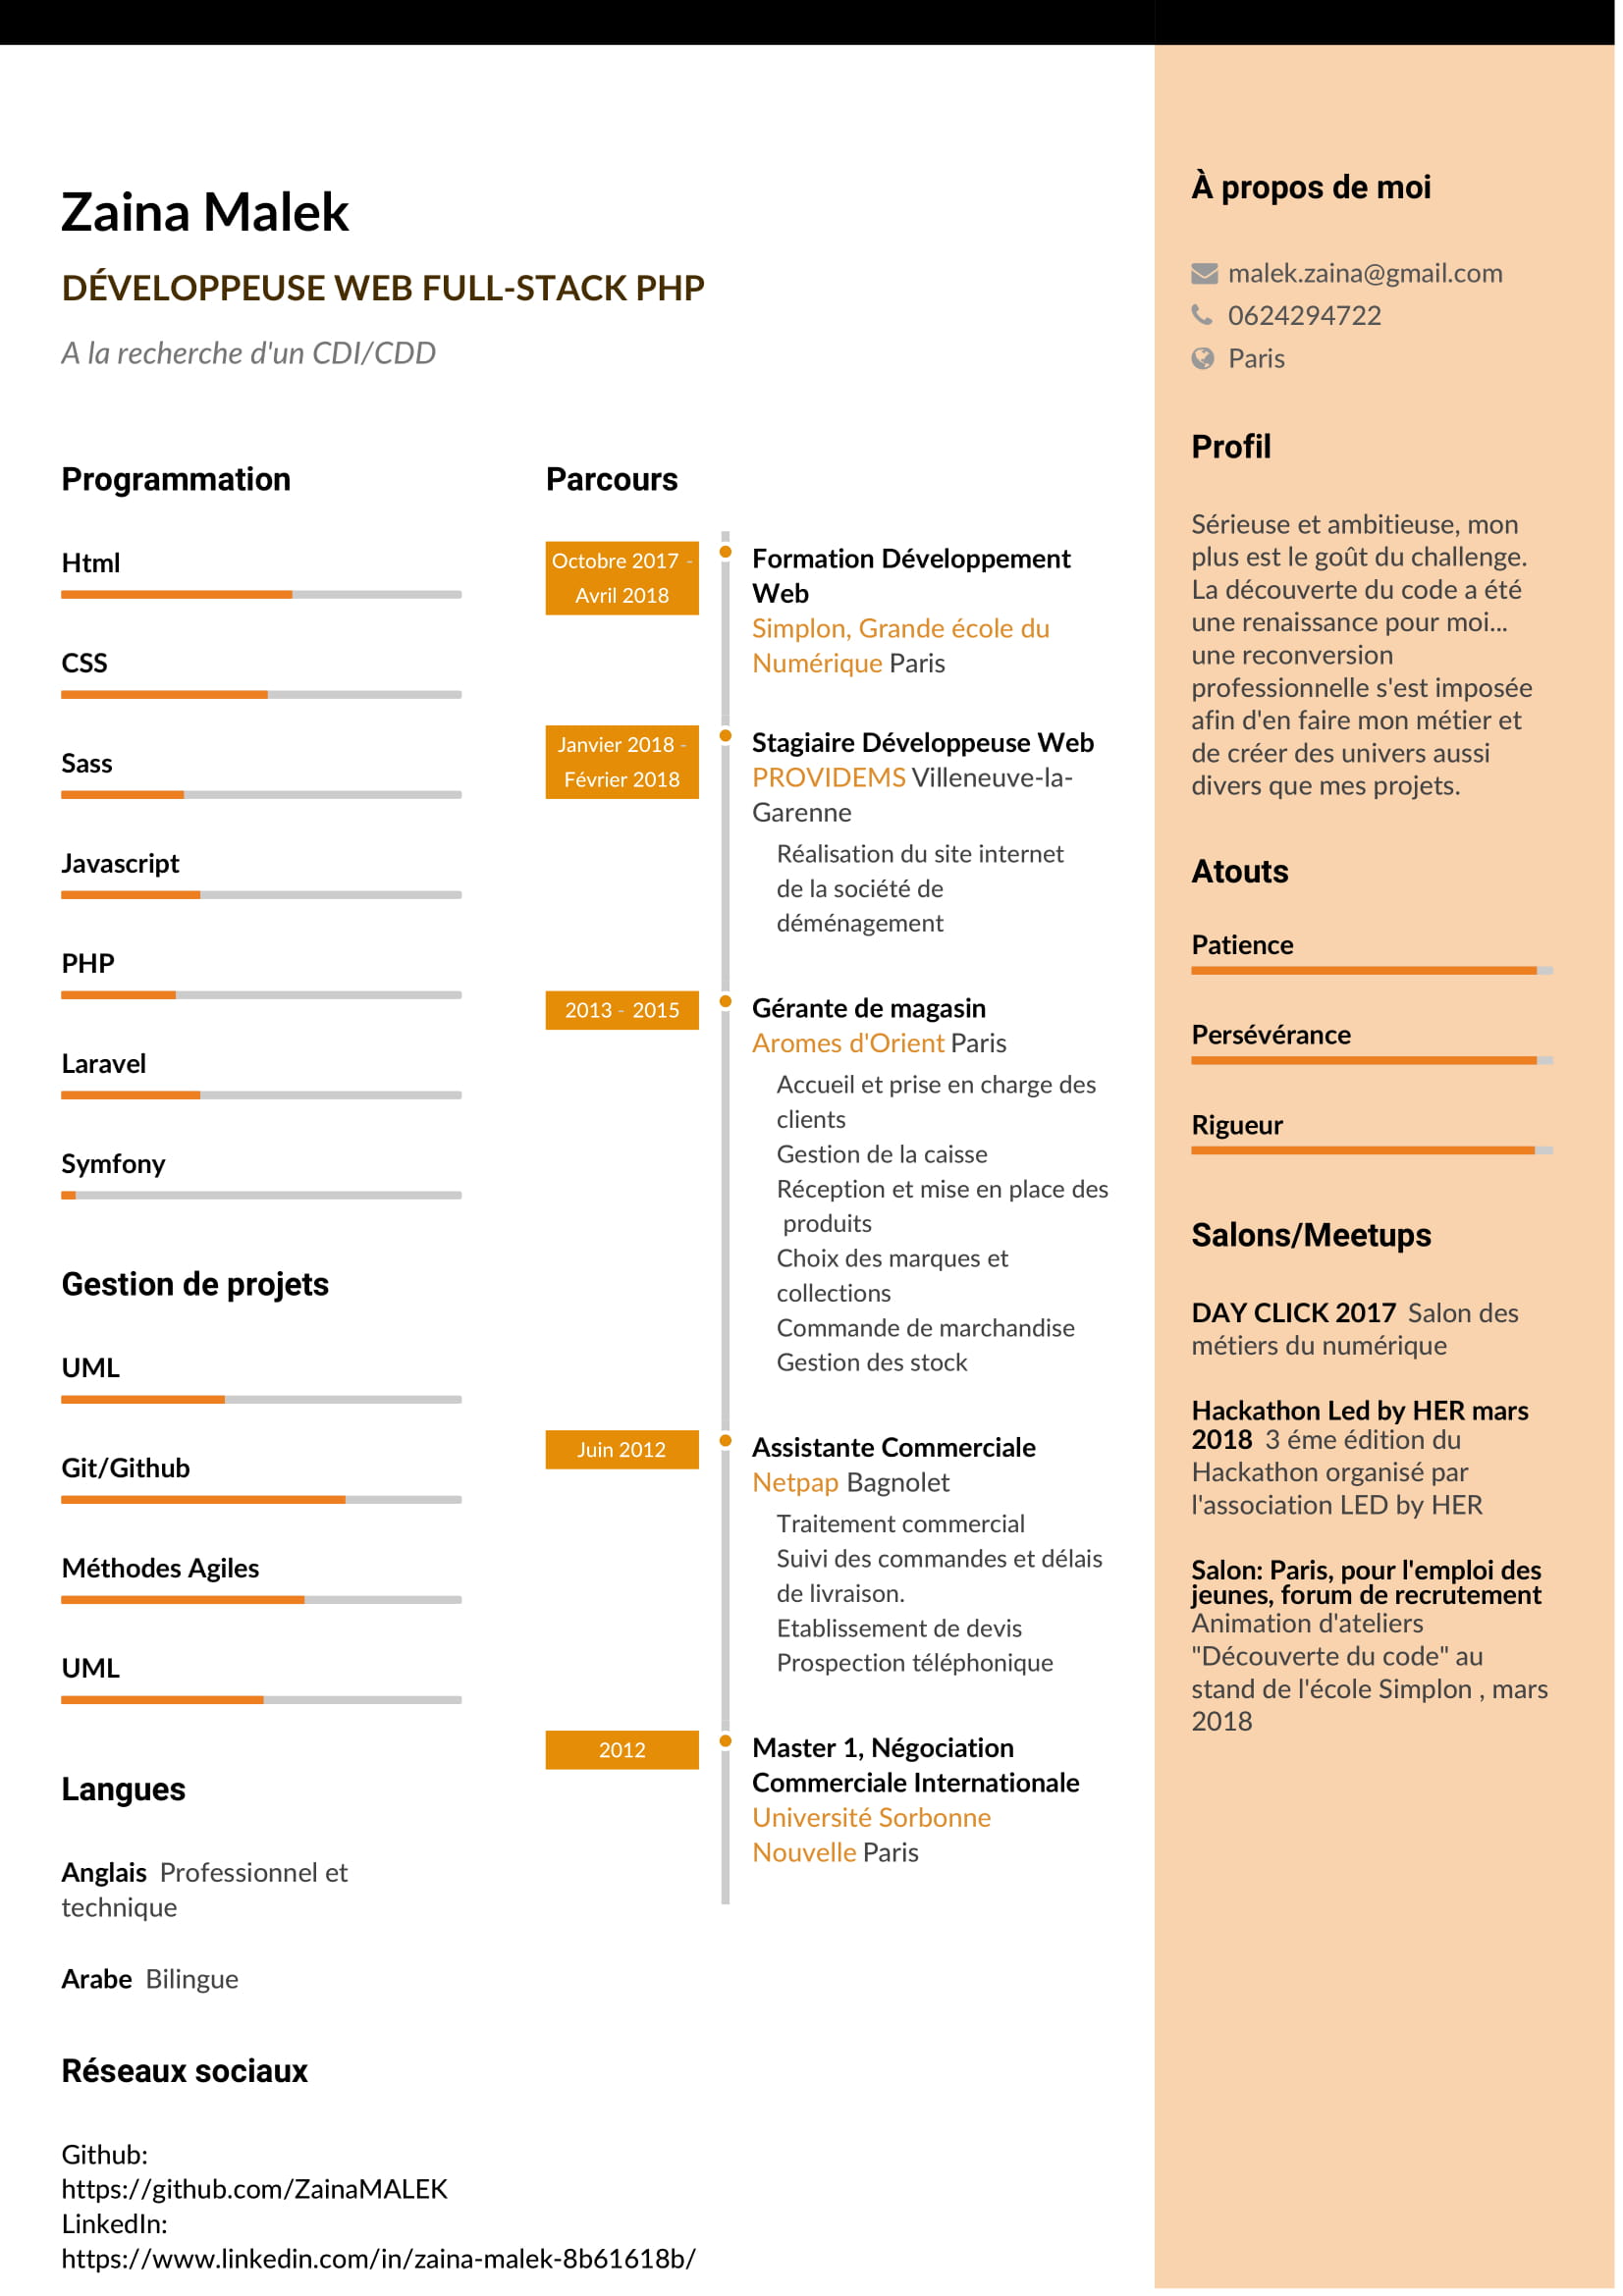 Zaina Malek
DÉVELOPPEUSE WEB FULL-STACK PHP
A la recherche d'un CDI/CDD
Programmation
Html
CSS
Sass
Javascript
PHP
Laravel
Symfony
Gestion de projets
UML
Git/Github
Méthodes Agiles
UML
Langues
Anglais Professionnel et
technique
Arabe Bilingue
Réseaux sociaux
Github:
https://github.com/ZainaMALEK
LinkedIn:
https://www.linkedin.com/in/zaina-malek-8b61618b/
Parcours
Octobre 2017 -
Avril 2018
Formation Développement
Web
Simplon, Grande école du
Numérique Paris
Janvier 2018 -
Février 2018
Stagiaire Développeuse Web
PROVIDEMS Villeneuve-la-
Garenne
Réalisation du site internet
de la société de
déménagement
2013 - 2015
Gérante de magasin
Aromes d'Orient Paris
Accueil et prise en charge des
clients
Gestion de la caisse
Réception et mise en place des
produits
Choix des marques et
collections
Commande de marchandise
Gestion des stock
Juin 2012
Assistante Commerciale
Netpap Bagnolet
Traitement commercial
Suivi des commandes et délais
de livraison.
Etablissement de devis
Prospection téléphonique
2012
Master 1, Négociation
Commerciale Internationale
Université Sorbonne
Nouvelle Paris
À propos de moi
malek.zaina@gmail.com
0624294722
Paris
Profil
Sérieuse et ambitieuse, mon
plus est le goût du challenge.
La découverte du code a été
une renaissance pour moi...
une reconversion
professionnelle s'est imposée
afin d'en faire mon métier et
de créer des univers aussi
divers que mes projets.
Atouts
Patience
Persévérance
Rigueur
Salons/Meetups
DAY CLICK 2017 Salon des
métiers du numérique
Hackathon Led by HER mars
2018 3 éme édition du
Hackathon organisé par
l'association LED by HER
Salon: Paris, pour l'emploi des
jeunes, forum de recrutement
Animation d'ateliers
"Découverte du code" au
stand de l'école Simplon , mars
2018